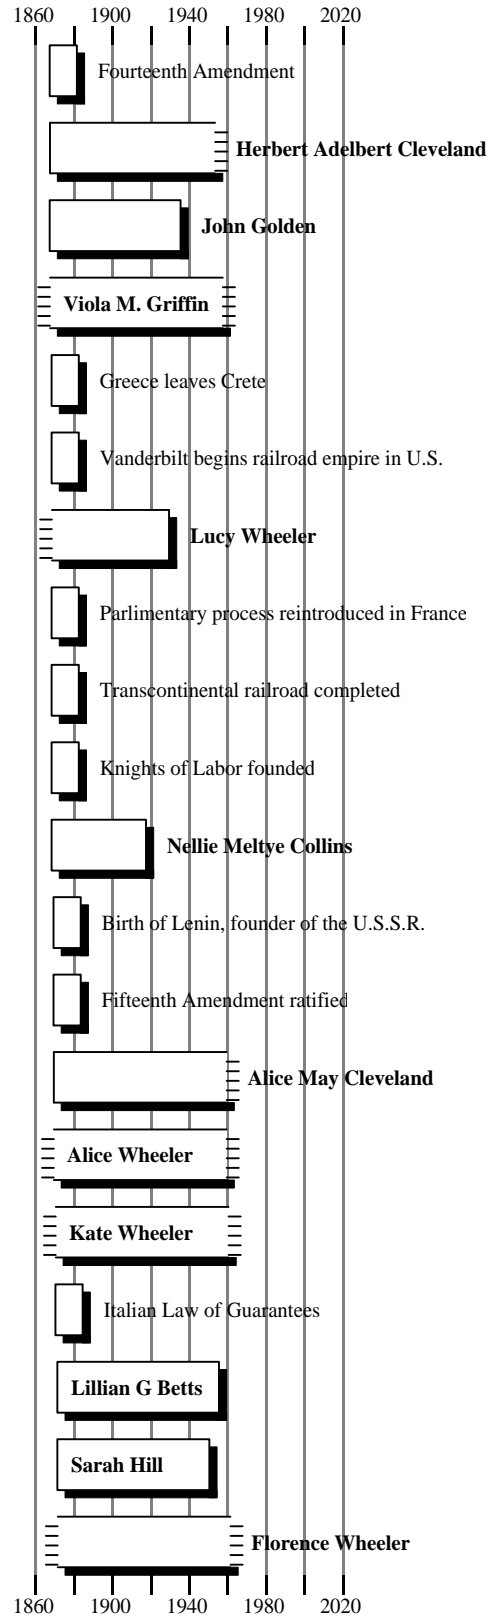 1860 1900 1940 1980 2020
Fourteenth Amendment
Herbert Adelbert Cleveland
John Golden
Viola M. Griffin
Greece leaves Crete
Vanderbilt begins railroad empire in U.S.
Lucy Wheeler
Parlimentary process reintroduced in France
Transcontinental railroad completed
Knights of Labor founded
Nellie Meltye Collins
Birth of Lenin, founder of the U.S.S.R.
Fifteenth Amendment ratified
Alice May Cleveland
Alice Wheeler
Kate Wheeler
Italian Law of Guarantees
Lillian G Betts
Sarah Hill
Florence Wheeler
1860 1900 1940 1980 2020